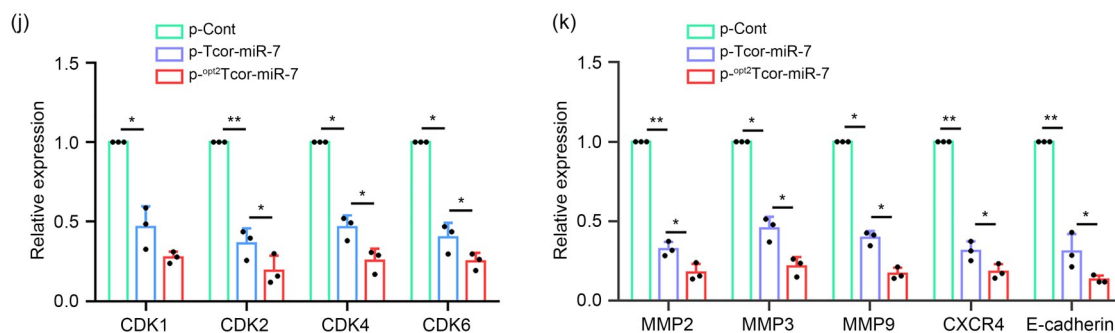 (j)
p-Cont
p-Tcor-miR-7
p-opt2Tcor-miR-7
Relative expression
1.5
1.0
0.5
0.0
* ** * *
* * *
CDK1 CDK2 CDK4 CDK6
(k)
p-Cont
p-Tcor-miR-7
p-opt2Tcor-miR-7
Relative expression
1.5
1.0
0.5
0.0
** * * ** **
* * * * *
MMP2 MMP3 MMP9 CXCR4 E-cadherin